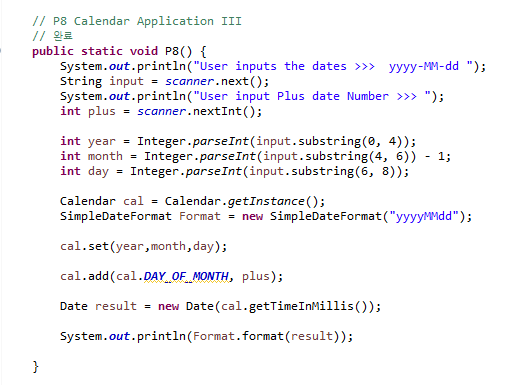 // P8 Calendar Application III
// 완료
public static void P8() {
System.out.println("User inputs the dates >>>  yyyy-MM-dd ");
String input = scanner.next();
System.out.println("User input Plus date Number >>> ");
int plus = scanner.nextInt();
int year = Integer.parseInt(input.substring(0, 4));
int month = Integer.parseInt(input.substring(4, 6)) - 1;
int day = Integer.parseInt(input.substring(6, 8));
Calendar cal = Calendar.getInstance();
SimpleDateFormat Format = new SimpleDateFormat("yyyyMMdd");
cal.set(year,month,day);
cal.add(cal.DAY_OF_MONTH, plus);
Date result = new Date(cal.getTimeInMillis());
System.out.println(Format.format(result));
}